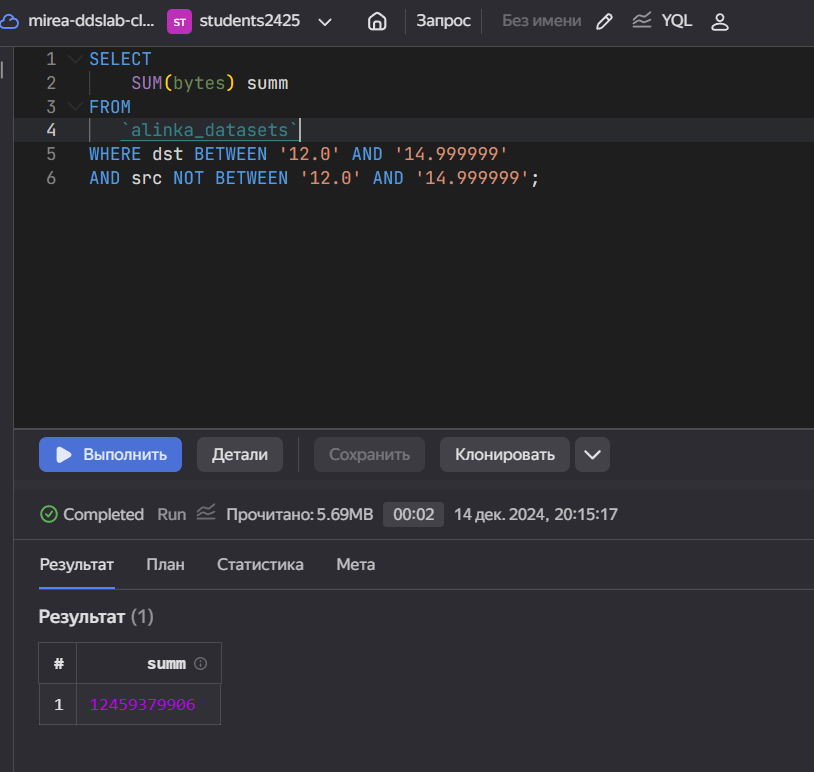 mirea-ddslab-cl... ST students2425 Запрос Без имени YQL
1 SELECT
2 SUM(bytes) summ
3 FROM
4 `alinka_datasets`
5 WHERE dst BETWEEN '12.0' AND '14.999999'
6 AND src NOT BETWEEN '12.0' AND '14.999999';
Выполнить Детали Сохранить Клонировать
Completed Run Прочитано: 5.69MB 00:02 14 дек. 2024, 20:15:17
Результат План Статистика Мета
Результат (1)
# summ
1 12459379906